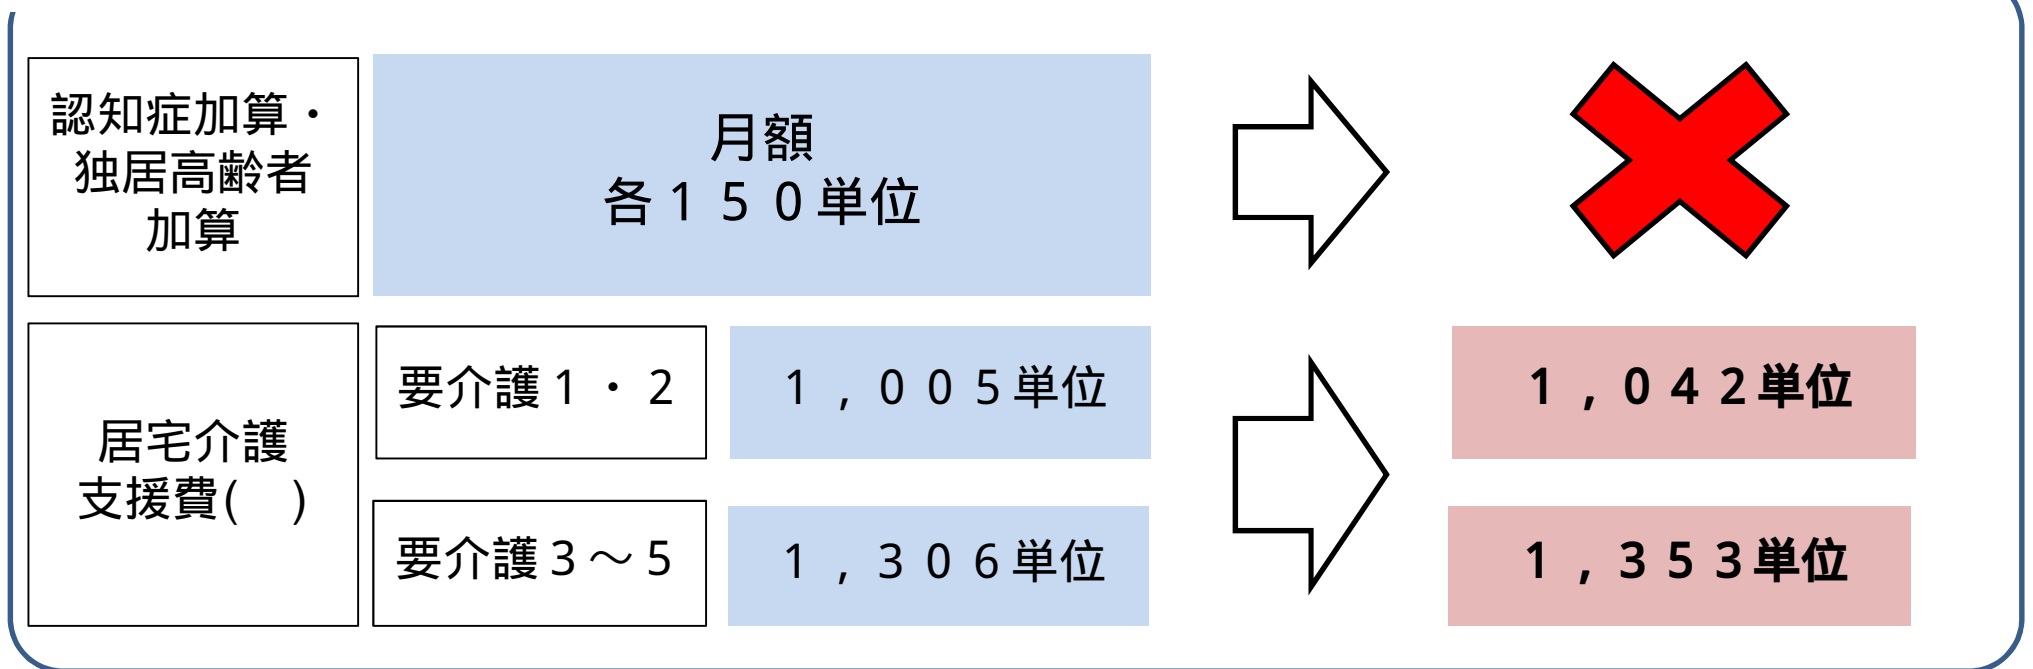 認知症加算・
独居高齢者
加算
月額
各１５０単位
居宅介護
支援費(　)
要介護１・２
１，００５単位
１，０４２単位
要介護３～５
１，３０６単位
１，３５３単位